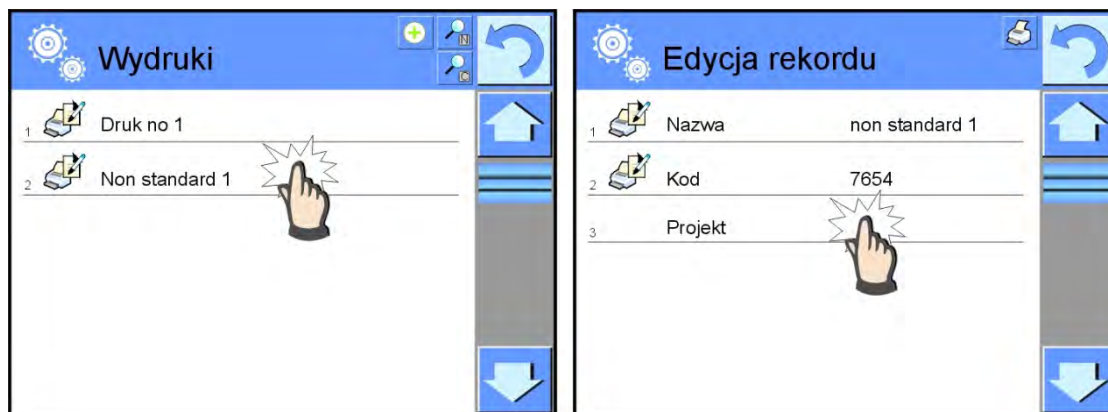 Wydruki
N
C
1 Druk no 1
2 Non standard 1
Edycja rekordu
1 Nazwa non standard 1
2 Kod 7654
3 Projekt